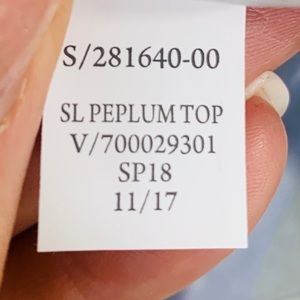 S/281640-00
SL PEPLUM TOP
V/700029301
SP18
11/17